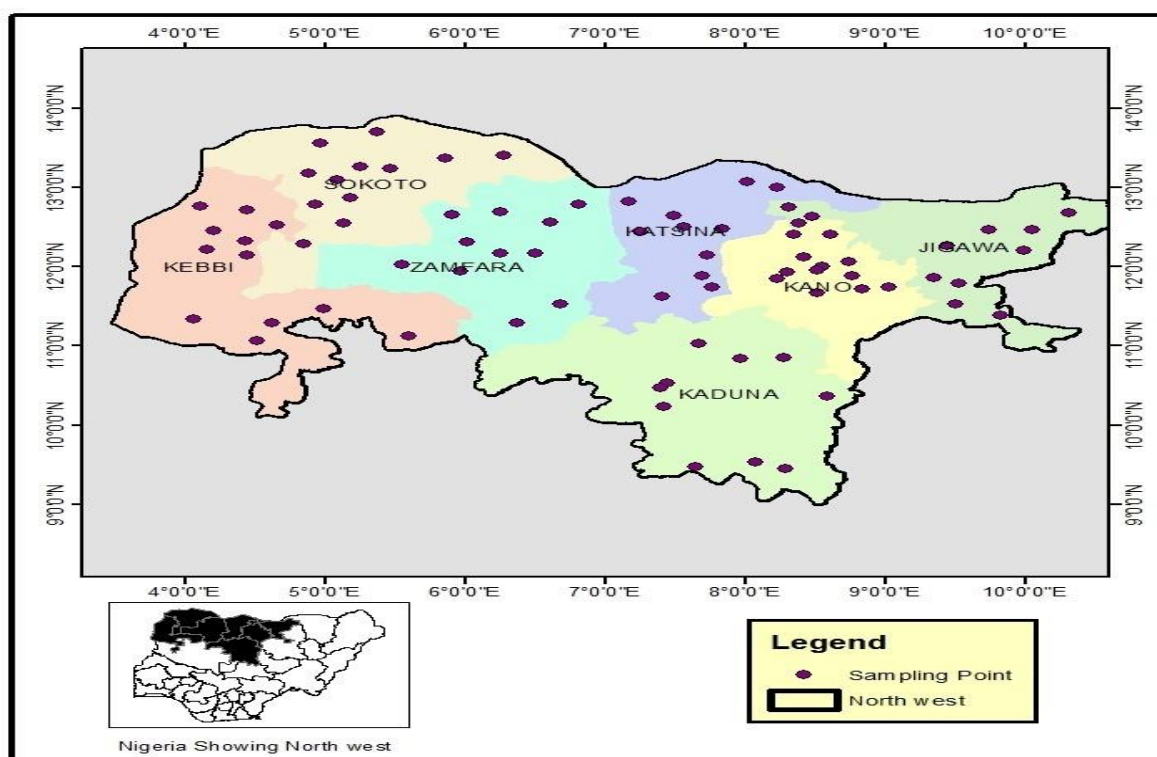 4°0'0"E 5°0'0"E 6°0'0"E 7°0'0"E 8°0'0"E 9°0'0"E 10°0'0"E
14°0'0"N 14°0'0"N
13°0'0"N 13°0'0"N
12°0'0"N 12°0'0"N
11°0'0"N 11°0'0"N
10°0'0"N 10°0'0"N
9°0'0"N 9°0'0"N
SOKOTO
KATSINA
JIGAWA
KEBBI
ZAMFARA
KANO
KADUNA
4°0'0"E 5°0'0"E 6°0'0"E 7°0'0"E 8°0'0"E 9°0'0"E 10°0'0"E
Legend
Sampling Point
North west
Nigeria Showing North west